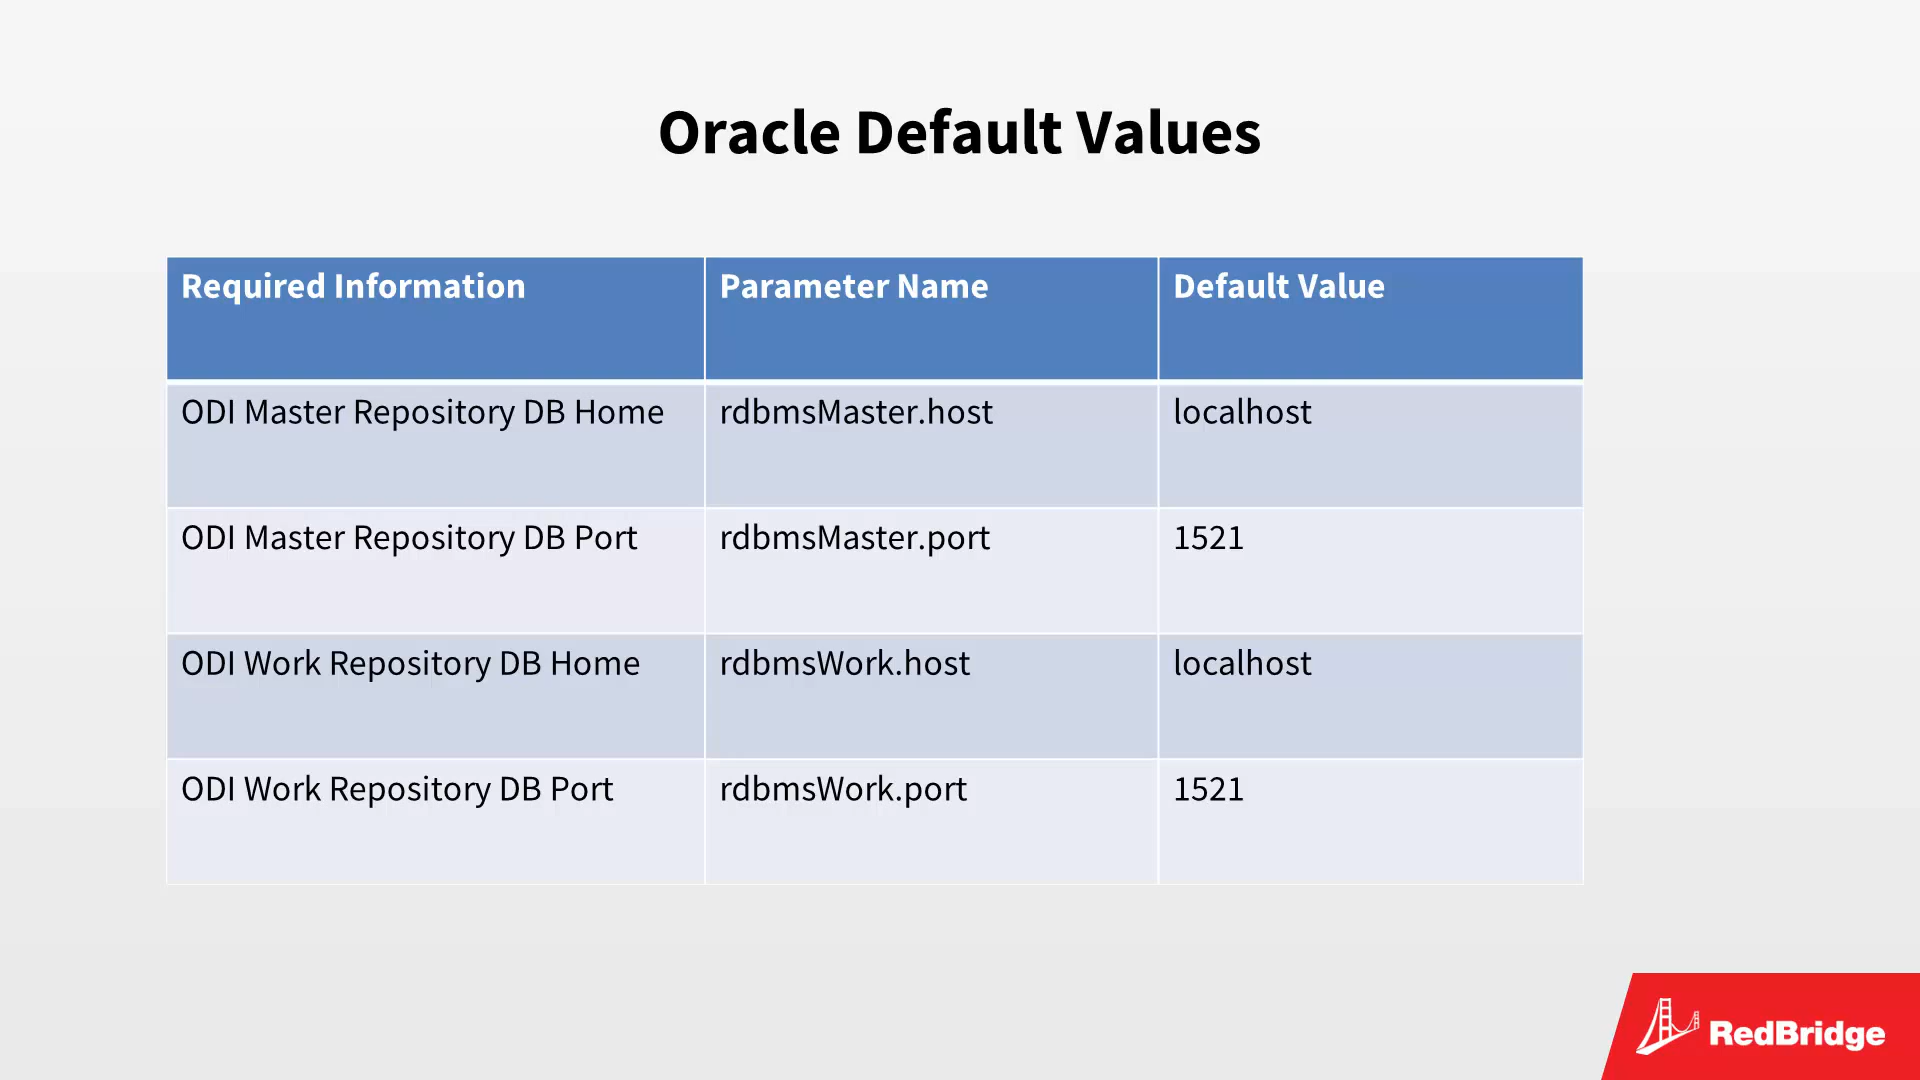 Oracle Default Values
Required Information Parameter Name Default Value
ODI Master Repository DB Home rdbmsMaster.host localhost
ODI Master Repository DB Port rdbmsMaster.port 1521
ODI Work Repository DB Home rdbmsWork.host localhost
ODI Work Repository DB Port rdbmsWork.port 1521
RedBridge